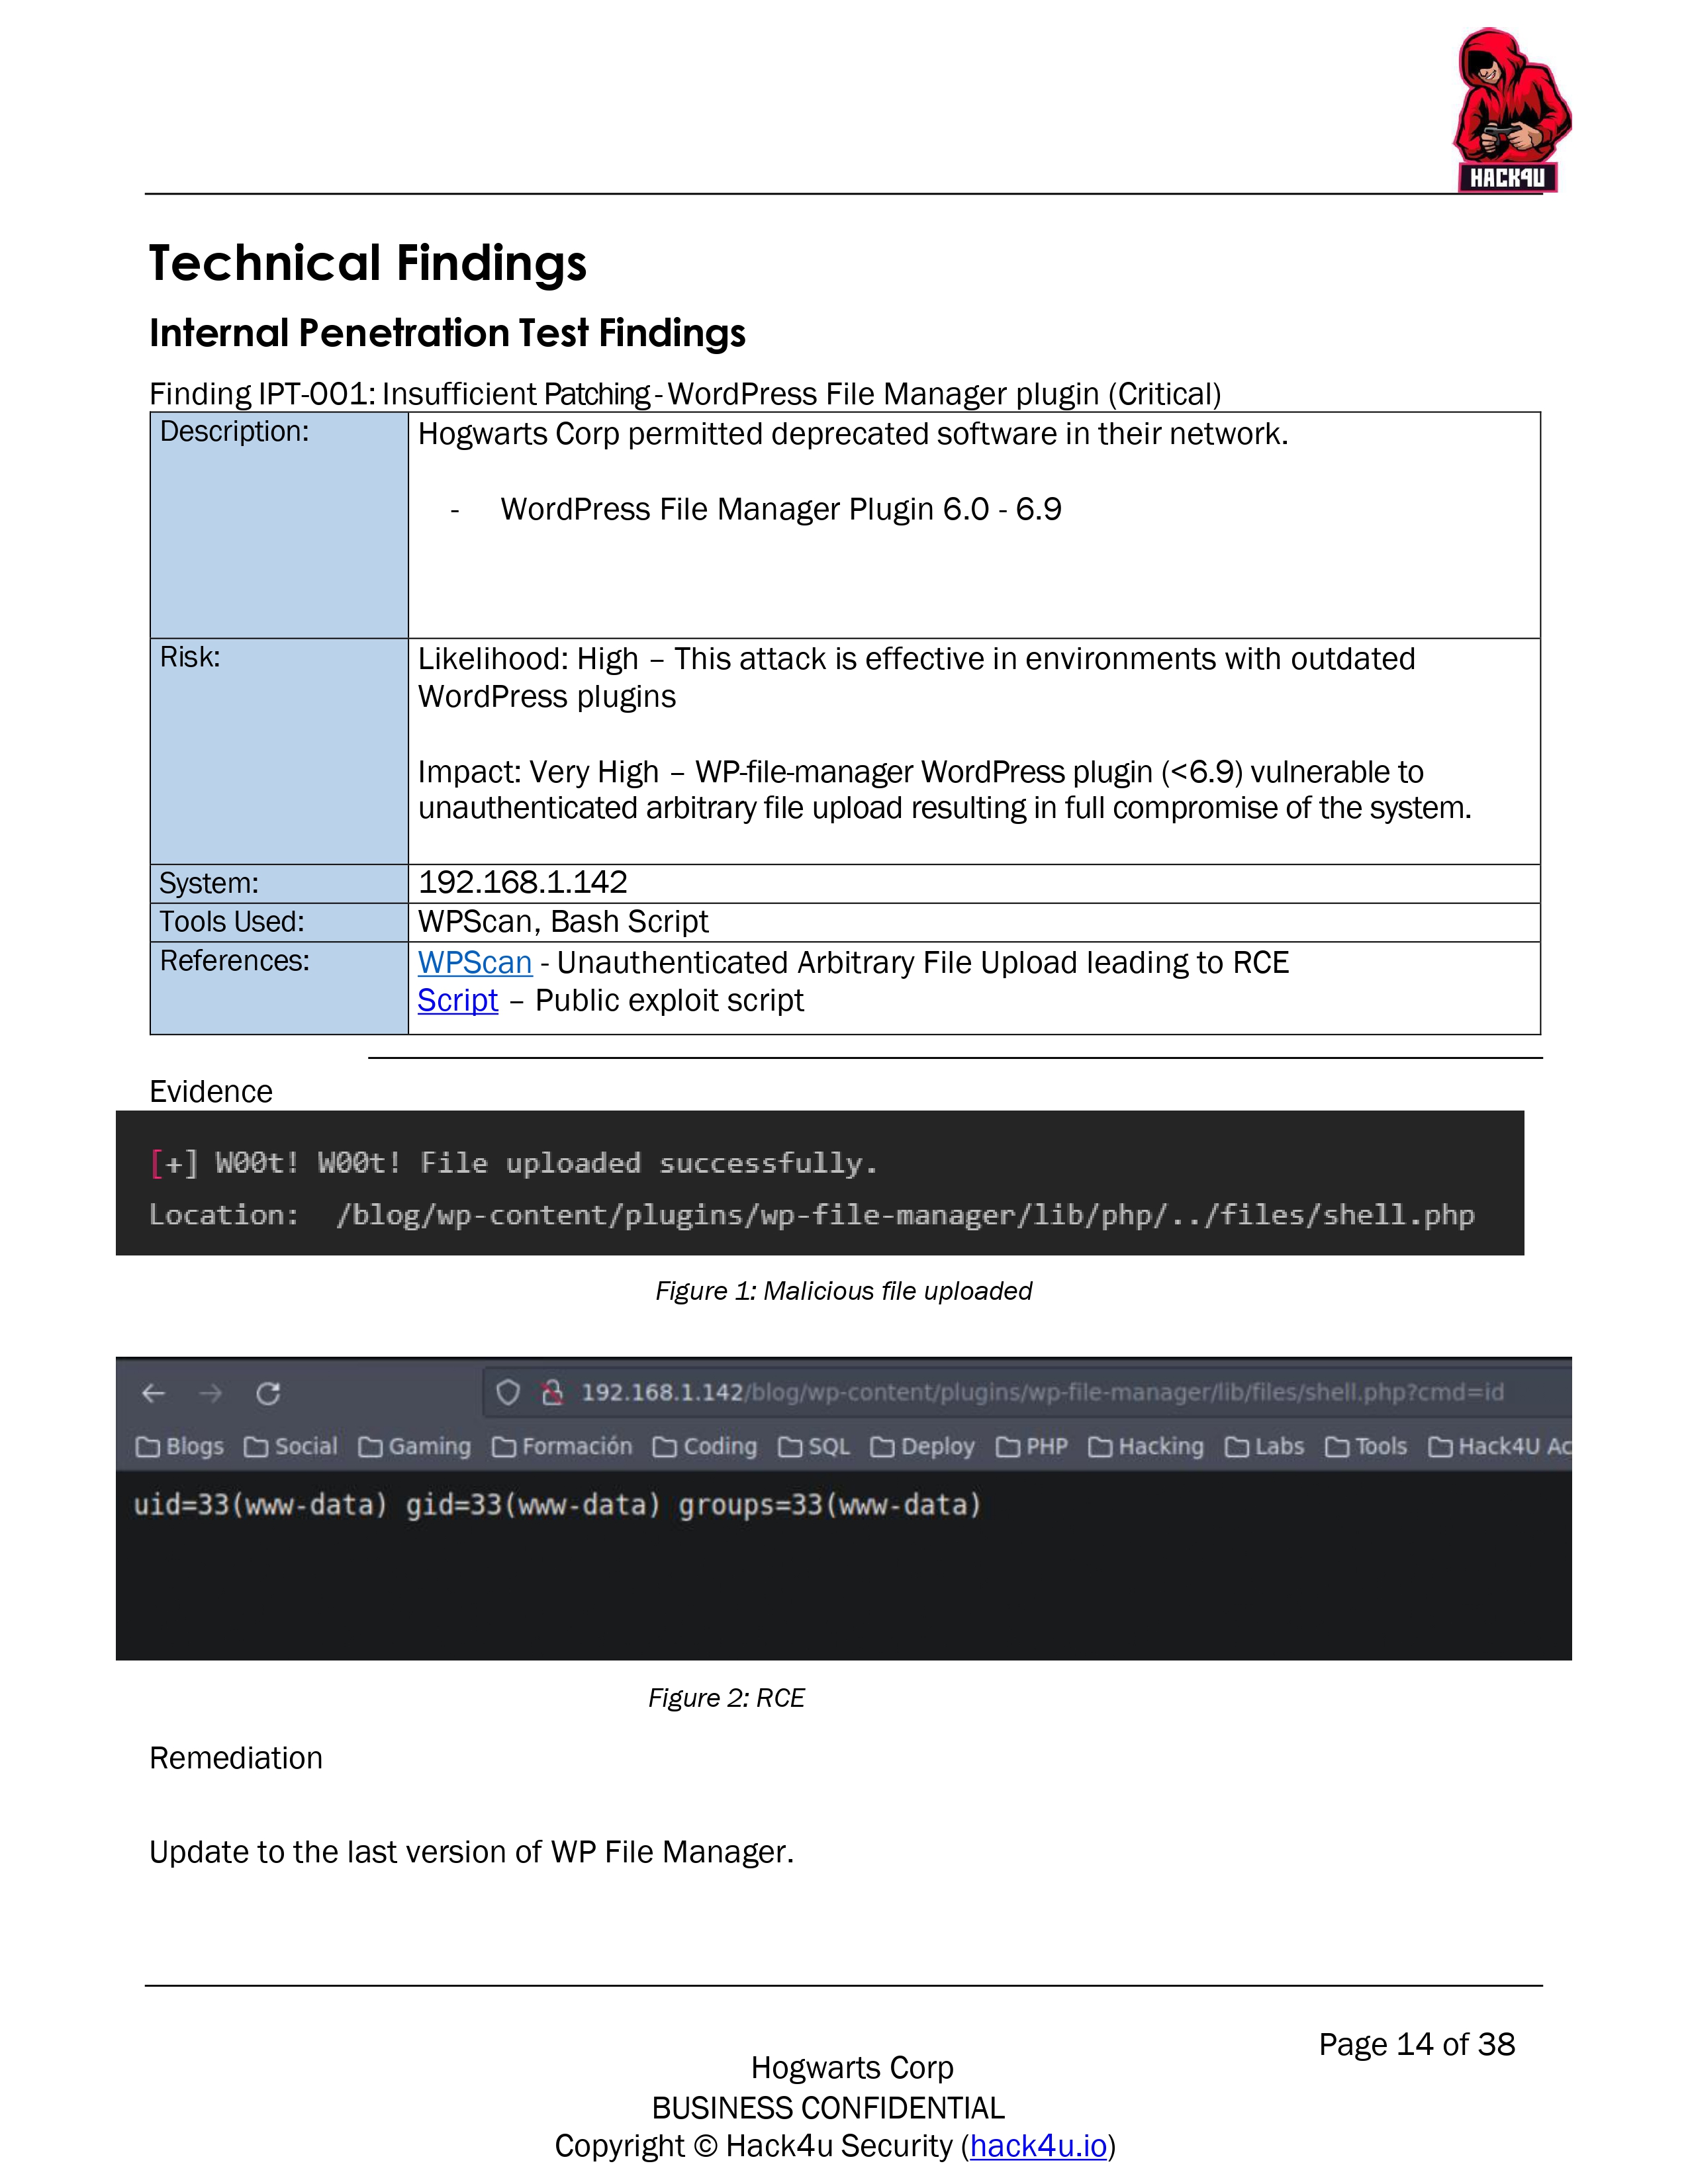 HACK4U
Technical Findings
Internal Penetration Test Findings
Finding IPT-001: Insufficient Patching - WordPress File Manager plugin (Critical)
Description:
Hogwarts Corp permitted deprecated software in their network.
- WordPress File Manager Plugin 6.0 - 6.9
Risk:
Likelihood: High – This attack is effective in environments with outdated
WordPress plugins
Impact: Very High – WP-file-manager WordPress plugin (<6.9) vulnerable to
unauthenticated arbitrary file upload resulting in full compromise of the system.
System:
192.168.1.142
Tools Used:
WPScan, Bash Script
References:
WPScan - Unauthenticated Arbitrary File Upload leading to RCE
Script – Public exploit script
Evidence
[+] W00t! W00t! File uploaded successfully.
Location: /blog/wp-content/plugins/wp-file-manager/lib/php/../files/shell.php
Figure 1: Malicious file uploaded
192.168.1.142/blog/wp-content/plugins/wp-file-manager/lib/files/shell.php?cmd=id
Blogs Social Gaming Formación Coding SQL Deploy PHP Hacking Labs Tools Hack4U Ac
uid=33(www-data) gid=33(www-data) groups=33(www-data)
Figure 2: RCE
Remediation
Update to the last version of WP File Manager.
Page 14 of 38
Hogwarts Corp
BUSINESS CONFIDENTIAL
Copyright © Hack4u Security (hack4u.io)